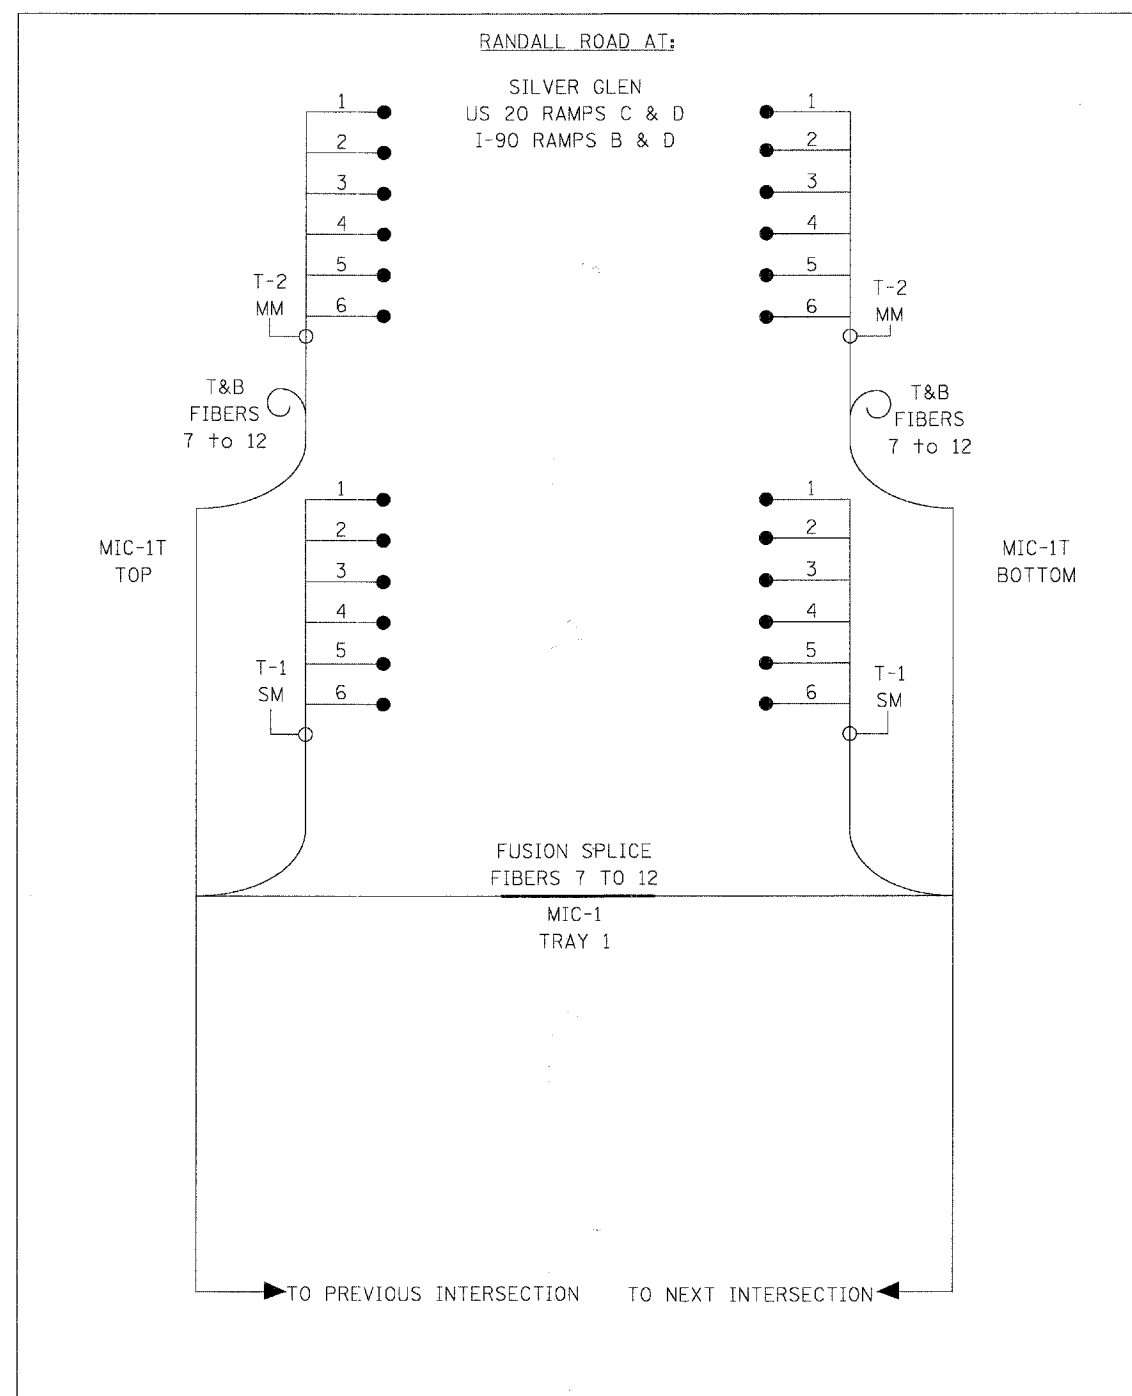 RANDALL ROAD AT:
SILVER GLEN
US 20 RAMPS C & D
I-90 RAMPS B & D
1
2
3
4
5
6
T-2
MM
T&B
FIBERS
7 to 12
1
2
3
4
5
6
T-2
MM
T&B
FIBERS
7 to 12
MIC-1T
TOP
1
2
3
4
5
6
T-1
SM
1
2
3
4
5
6
T-1
SM
MIC-1T
BOTTOM
FUSION SPLICE
FIBERS 7 TO 12
MIC-1
TRAY 1
TO PREVIOUS INTERSECTION
TO NEXT INTERSECTION